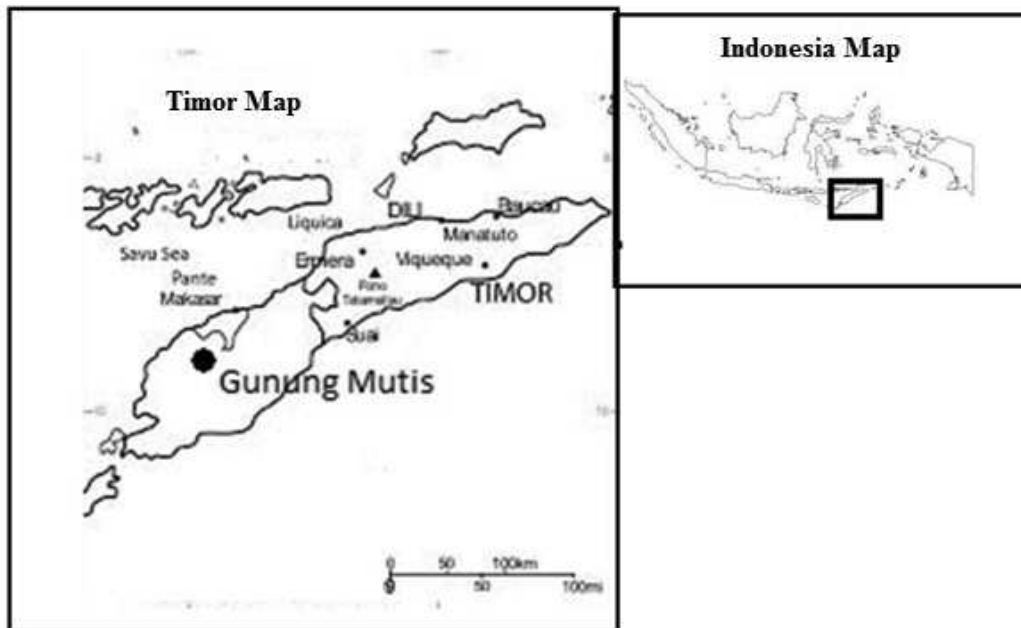 Timor Map
Indonesia Map
Liquica
DILI
Baucau
Manatuto
Savu Sea
Ermera
Viqueque
Pante
Makasar
TIMOR
Suai
Gunung Mutis
0 50 100km
0 50 100mi